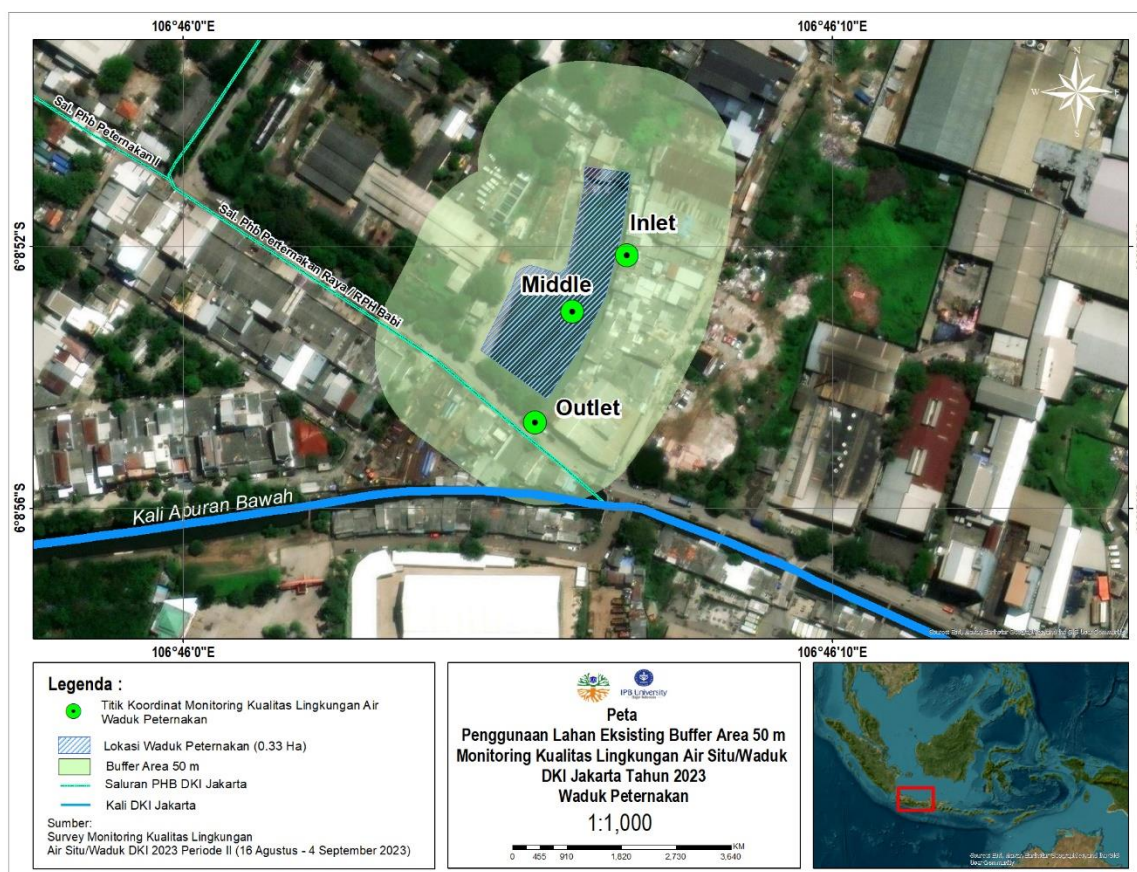 106°46'0"E
106°46'10"E
N
W
E
S
Sal. Phb Peternakan II
Sal. Phb Perternakan Raya / RPH Babi
6°8'52"S
Inlet
Middle
Outlet
6°8'56"S
Kali Apuran Bawah
106°46'0"E
106°46'10"E
Legenda :
Titik Koordinat Monitoring Kualitas Lingkungan Air
Waduk Peternakan
Lokasi Waduk Peternakan (0.33 Ha)
Buffer Area 50 m
Saluran PHB DKI Jakarta
Kali DKI Jakarta
Sumber:
Survey Monitoring Kualitas Lingkungan
Air Situ/Waduk DKI 2023 Periode II (16 Agustus - 4 September 2023)
IPB University
Peta
Penggunaan Lahan Eksisting Buffer Area 50 m
Monitoring Kualitas Lingkungan Air Situ/Waduk
DKI Jakarta Tahun 2023
Waduk Peternakan
1:1,000
KM
0 455 910 1,820 2,730 3,640